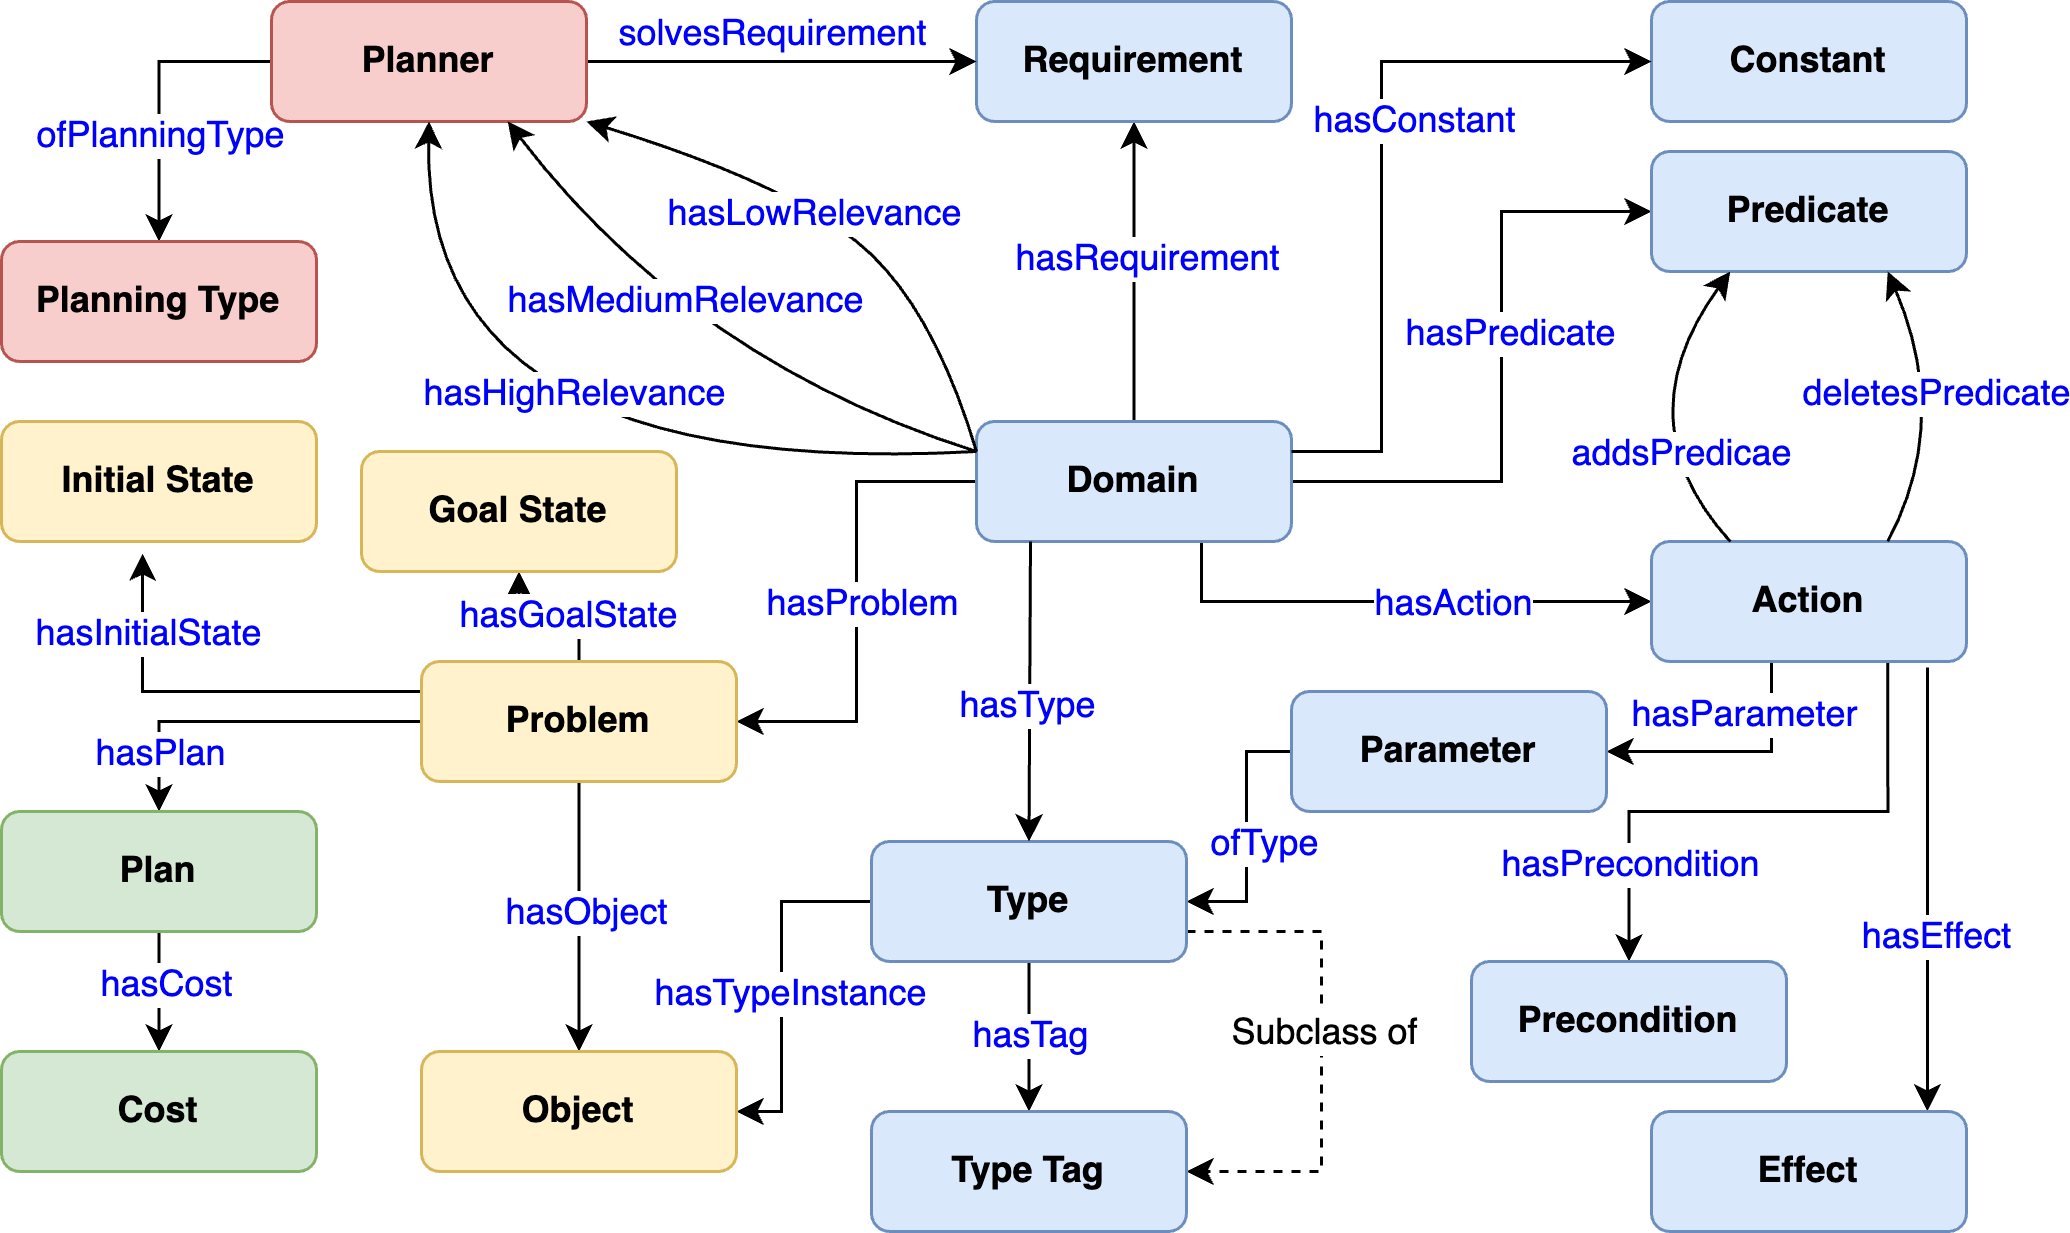 Planner
solvesRequirement
Requirement
Constant
hasConstant
ofPlanningType
Predicate
hasLowRelevance
hasRequirement
Planning Type
hasMediumRelevance
hasPredicate
hasHighRelevance
deletesPredicate
addsPredicae
Initial State
Goal State
Domain
hasProblem
hasAction
Action
hasGoalState
hasInitialState
hasType
Problem
hasParameter
Parameter
hasPlan
ofType
hasPrecondition
Plan
hasObject
Type
hasEffect
hasCost
hasTypeInstance
hasTag
Subclass of
Precondition
Cost
Object
Type Tag
Effect